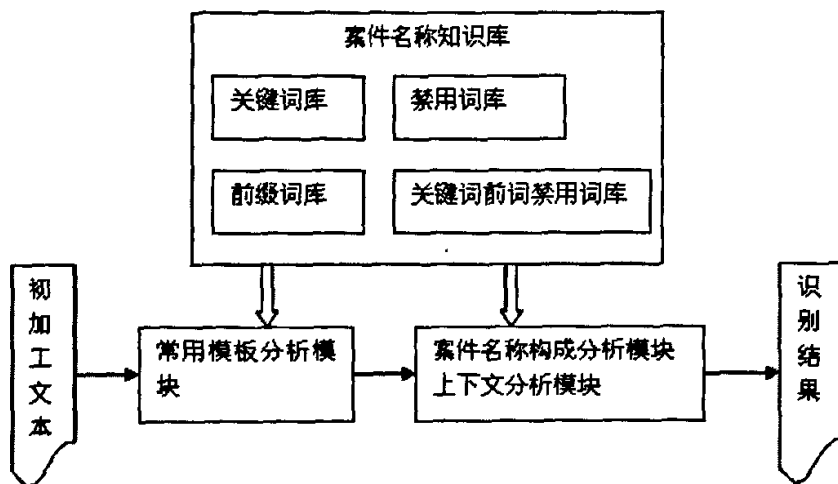 案件名称知识库
关键词库
禁用词库
前缀词库
关键词前词禁用词库
初加工文本
常用模板分析模
块
案件名称构成分析模块
上下文分析模块
识别结果